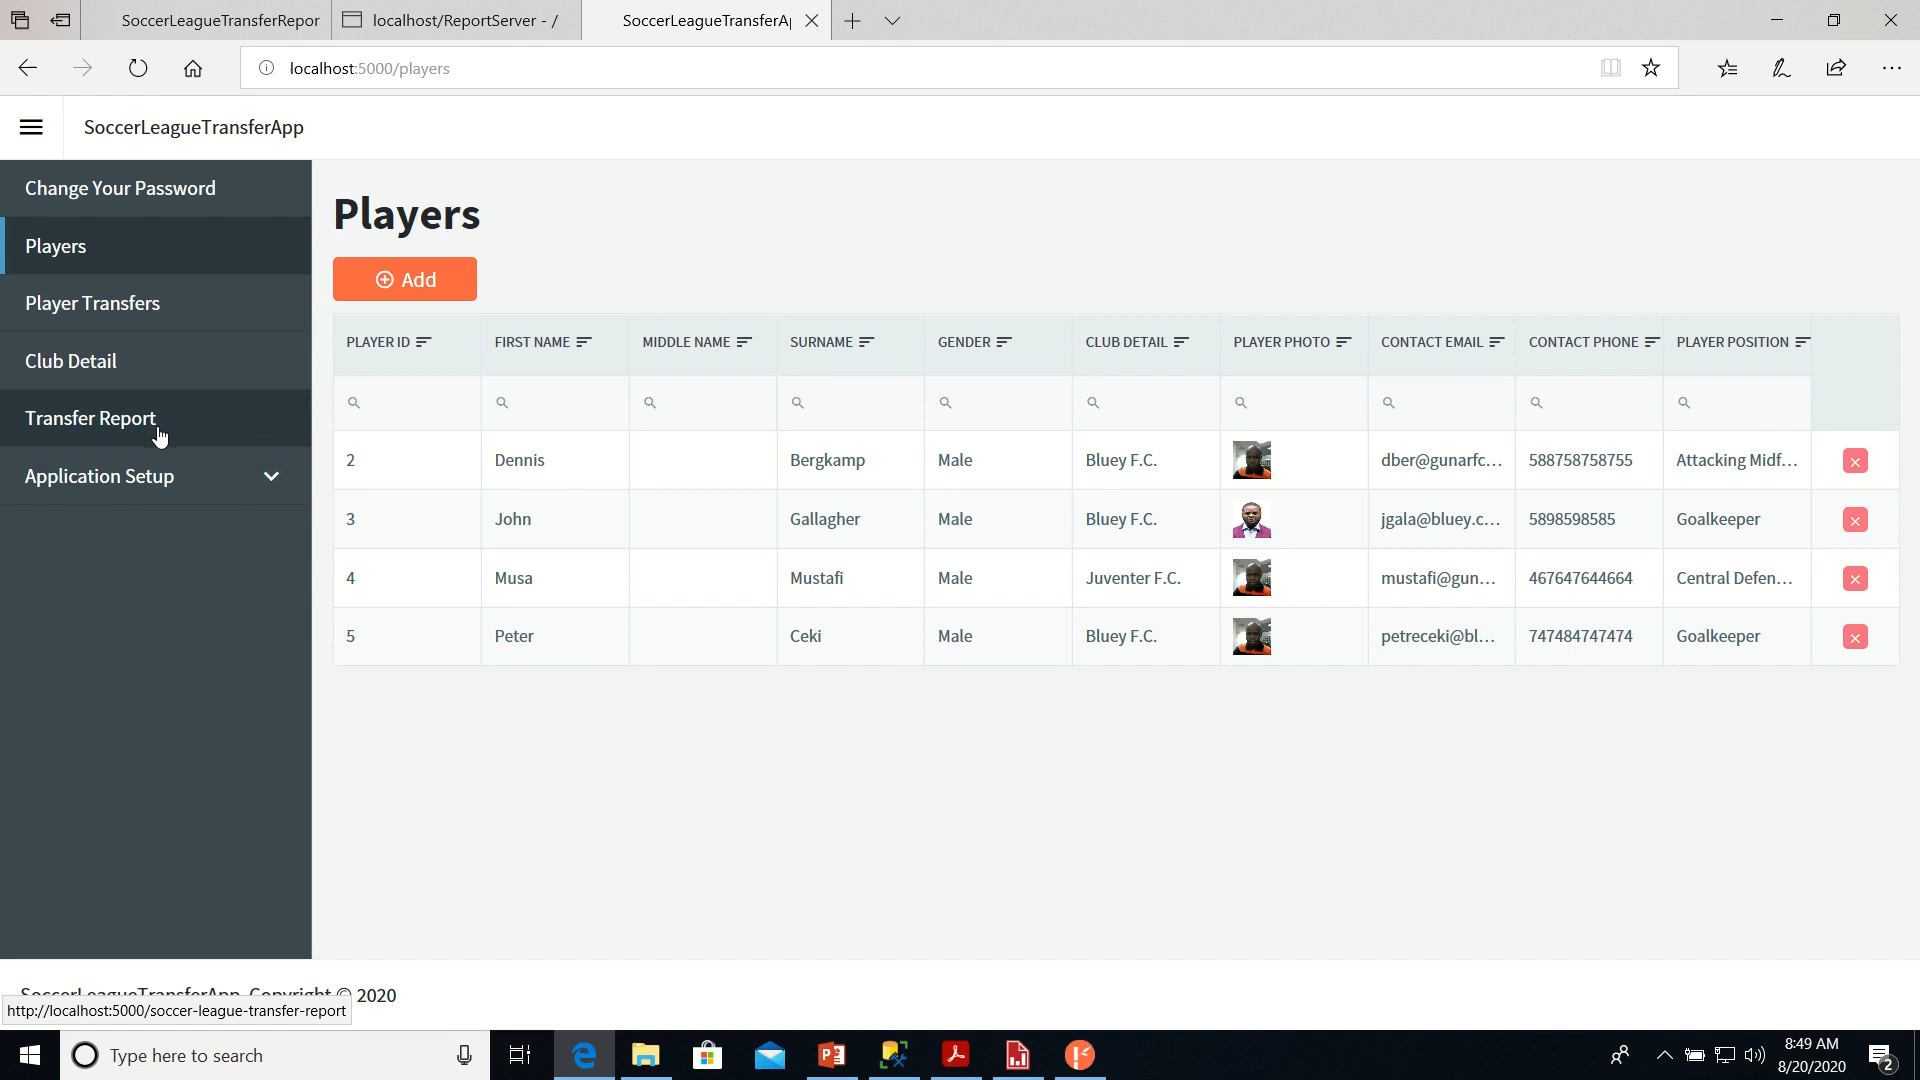 SoccerLeagueTransferRepor
localhost/ReportServer - /
SoccerLeagueTransferA
localhost:5000/players
SoccerLeagueTransferApp
Change Your Password
Players
Player Transfers
Club Detail
Transfer Report
Application Setup
Players
Add
PLAYER ID FIRST NAME MIDDLE NAME SURNAME GENDER CLUB DETAIL PLAYER PHOTO CONTACT EMAIL CONTACT PHONE PLAYER POSITION
2 Dennis Bergkamp Male Bluey F.C. dber@gunarfc... 588758758755 Attacking Midf...
3 John Gallagher Male Bluey F.C. jgala@bluey.c... 5898598585 Goalkeeper
4 Musa Mustafi Male Juventer F.C. mustafi@gun... 467647644664 Central Defen...
5 Peter Ceki Male Bluey F.C. petreceki@bl... 747484747474 Goalkeeper
SoccerLeagueTransferApp, Copyright © 2020
http://localhost:5000/soccer-league-transfer-report
Type here to search
8:49 AM
8/20/2020
2